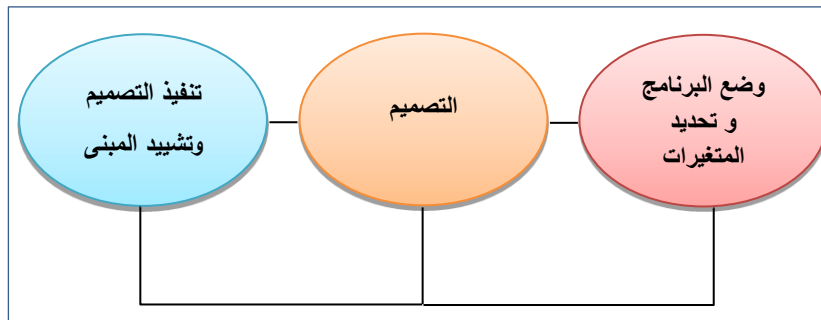 وضع البرنامج
و تحديد
المتغيرات
التصميم
تنفيذ التصميم
وتشييد المبنى